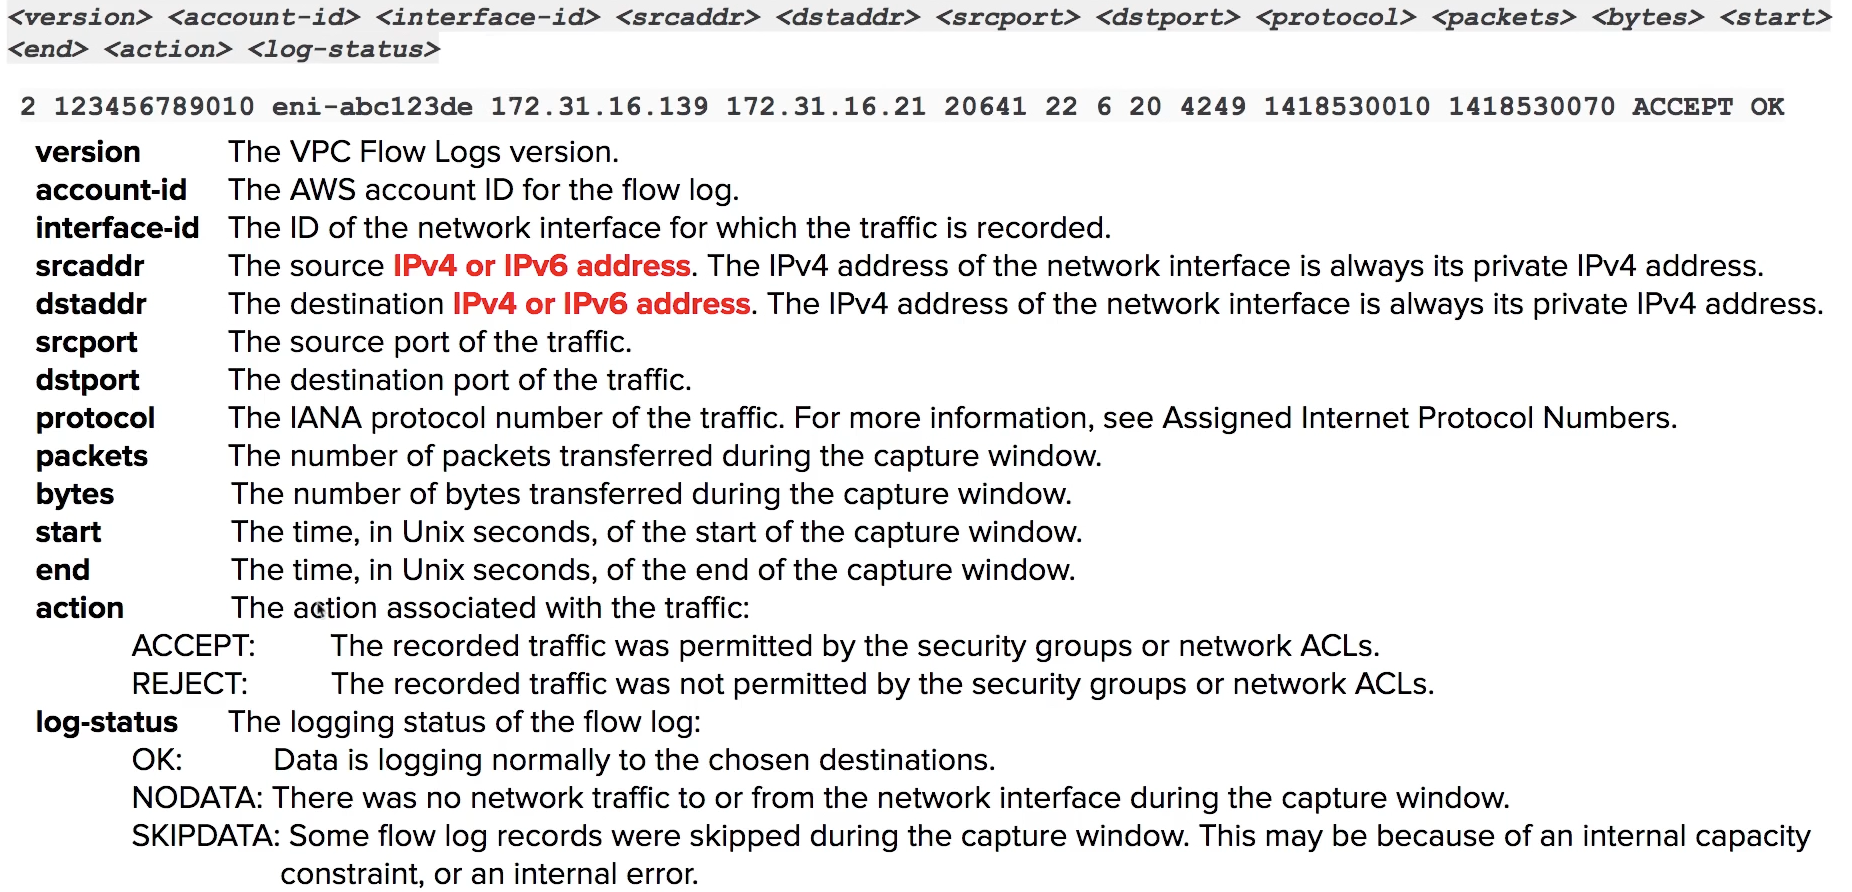 <version> <account-id> <interface-id> <srcaddr> <dstaddr> <srcport> <dstport> <protocol> <packets> <bytes> <start>
<end> <action> <log-status>
2 123456789010 eni-abc123de 172.31.16.139 172.31.16.21 20641 22 6 20 4249 1418530010 1418530070 ACCEPT OK
version The VPC Flow Logs version.
account-id The AWS account ID for the flow log.
interface-id The ID of the network interface for which the traffic is recorded.
srcaddr The source IPv4 or IPv6 address. The IPv4 address of the network interface is always its private IPv4 address.
dstaddr The destination IPv4 or IPv6 address. The IPv4 address of the network interface is always its private IPv4 address.
srcport The source port of the traffic.
dstport The destination port of the traffic.
protocol The IANA protocol number of the traffic. For more information, see Assigned Internet Protocol Numbers.
packets The number of packets transferred during the capture window.
bytes The number of bytes transferred during the capture window.
start The time, in Unix seconds, of the start of the capture window.
end The time, in Unix seconds, of the end of the capture window.
action The action associated with the traffic:
ACCEPT: The recorded traffic was permitted by the security groups or network ACLs.
REJECT: The recorded traffic was not permitted by the security groups or network ACLs.
log-status The logging status of the flow log:
OK: Data is logging normally to the chosen destinations.
NODATA: There was no network traffic to or from the network interface during the capture window.
SKIPDATA: Some flow log records were skipped during the capture window. This may be because of an internal capacity
constraint, or an internal error.